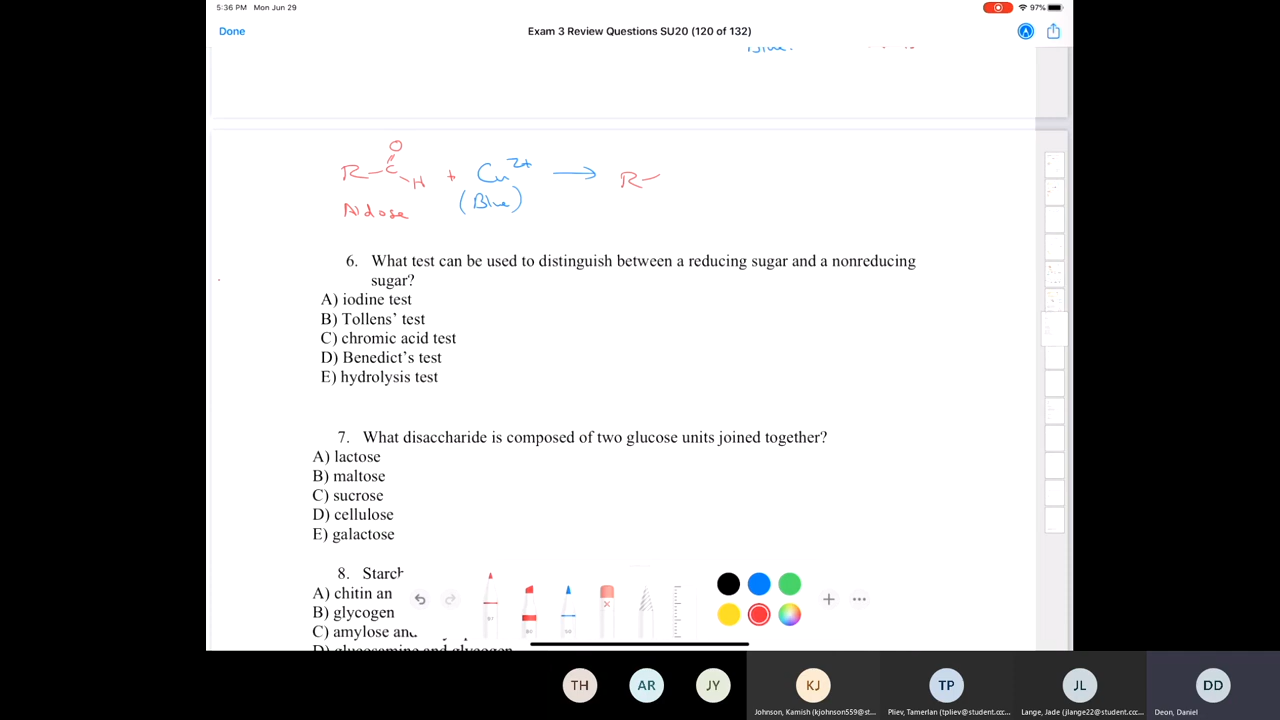 5:36 PM Mon Jun 29
97%
Done
Exam 3 Review Questions SU20 (120 of 132)
O
R-C-H + Cu2+ → R-
Aldose (Blue)
6. What test can be used to distinguish between a reducing sugar and a nonreducing
sugar?
A) iodine test
B) Tollens’ test
C) chromic acid test
D) Benedict’s test
E) hydrolysis test
7. What disaccharide is composed of two glucose units joined together?
A) lactose
B) maltose
C) sucrose
D) cellulose
E) galactose
8. Starch
A) chitin an
B) glycogen
C) amylose and
D) glucosamine and glycogen
TH
AR
JY
KJ
TP
JL
DD
Johnson, Kamish (kjohnson559@st...
Pliev, Tamerlan (tpliev@student.ccc...
Lange, Jade (jlange22@student.ccc...
Deon, Daniel